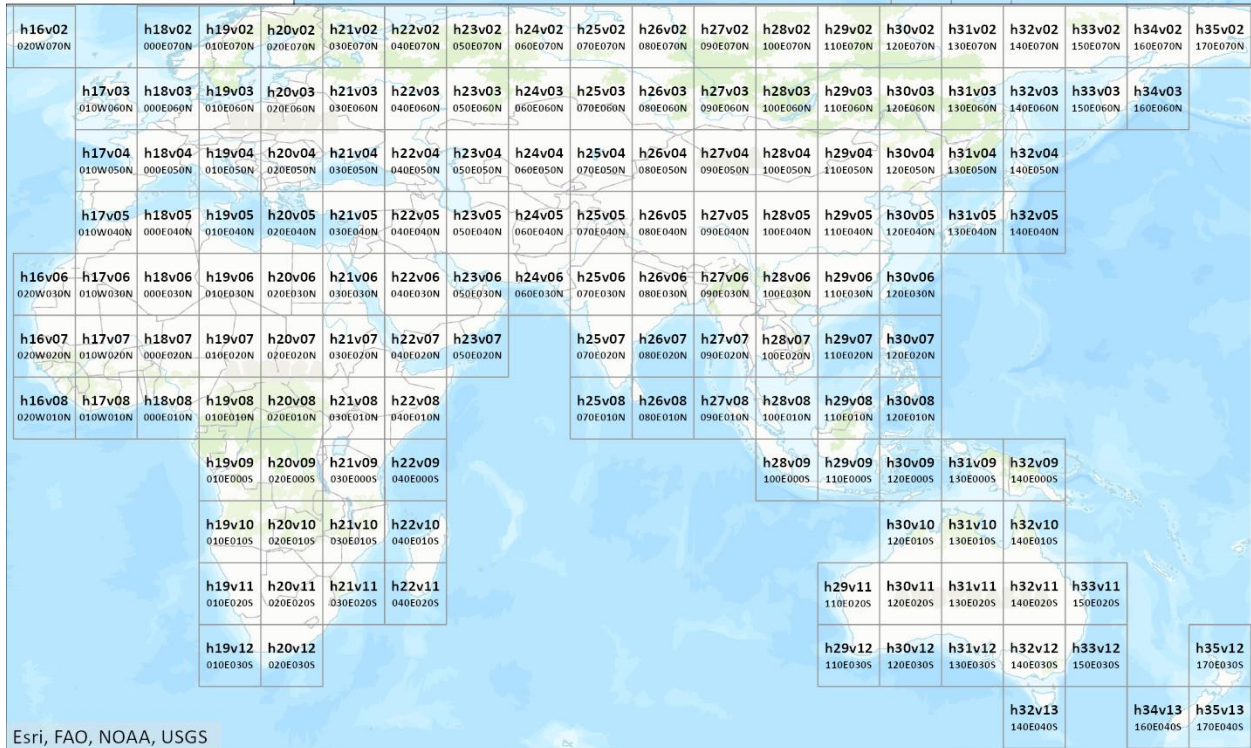 h16v02 h18v02 h19v02 h20v02 h21v02 h22v02 h23v02 h24v02 h25v02 h26v02 h27v02 h28v02 h29v02 h30v02 h31v02 h32v02 h33v02 h34v02 h35v02
020W070N 000E070N 010E070N 020E070N 030E070N 040E070N 050E070N 060E070N 070E070N 080E070N 090E070N 100E070N 110E070N 120E070N 130E070N 140E070N 150E070N 160E070N 170E070N
h17v03 h18v03 h19v03 h20v03 h21v03 h22v03 h23v03 h24v03 h25v03 h26v03 h27v03 h28v03 h29v03 h30v03 h31v03 h32v03 h33v03 h34v03
010W060N 000E060N 010E060N 020E060N 030E060N 040E060N 050E060N 060E060N 070E060N 080E060N 090E060N 100E060N 110E060N 120E060N 130E060N 140E060N 150E060N 160E060N
h17v04 h18v04 h19v04 h20v04 h21v04 h22v04 h23v04 h24v04 h25v04 h26v04 h27v04 h28v04 h29v04 h30v04 h31v04 h32v04
010W050N 000E050N 010E050N 020E050N 030E050N 040E050N 050E050N 060E050N 070E050N 080E050N 090E050N 100E050N 110E050N 120E050N 130E050N 140E050N
h17v05 h18v05 h19v05 h20v05 h21v05 h22v05 h23v05 h24v05 h25v05 h26v05 h27v05 h28v05 h29v05 h30v05 h31v05 h32v05
010W040N 000E040N 010E040N 020E040N 030E040N 040E040N 050E040N 060E040N 070E040N 080E040N 090E040N 100E040N 110E040N 120E040N 130E040N 140E040N
h16v06 h17v06 h18v06 h19v06 h20v06 h21v06 h22v06 h23v06 h24v06 h25v06 h26v06 h27v06 h28v06 h29v06 h30v06
020W030N 010W030N 000E030N 010E030N 020E030N 030E030N 040E030N 050E030N 060E030N 070E030N 080E030N 090E030N 100E030N 110E030N 120E030N
h16v07 h17v07 h18v07 h19v07 h20v07 h21v07 h22v07 h23v07 h25v07 h26v07 h27v07 h28v07 h29v07 h30v07
020W020N 010W020N 000E020N 010E020N 020E020N 030E020N 040E020N 050E020N 070E020N 080E020N 090E020N 100E020N 110E020N 120E020N
h16v08 h17v08 h18v08 h19v08 h20v08 h21v08 h22v08 h25v08 h26v08 h27v08 h28v08 h29v08 h30v08
020W010N 010W010N 000E010N 010E010N 020E010N 030E010N 040E010N 070E010N 080E010N 090E010N 100E010N 110E010N 120E010N
h19v09 h20v09 h21v09 h22v09 h28v09 h29v09 h30v09 h31v09 h32v09
010E000S 020E000S 030E000S 040E000S 100E000S 110E000S 120E000S 130E000S 140E000S
h19v10 h20v10 h21v10 h22v10 h30v10 h31v10 h32v10
010E010S 020E010S 030E010S 040E010S 120E010S 130E010S 140E010S
h19v11 h20v11 h21v11 h22v11 h29v11 h30v11 h31v11 h32v11 h33v11
010E020S 020E020S 030E020S 040E020S 110E020S 120E020S 130E020S 140E020S 150E020S
h19v12 h20v12 h29v12 h30v12 h31v12 h32v12 h33v12 h35v12
010E030S 020E030S 110E030S 120E030S 130E030S 140E030S 150E030S 170E030S
h32v13 h34v13 h35v13
140E040S 160E040S 170E040S
Esri, FAO, NOAA, USGS